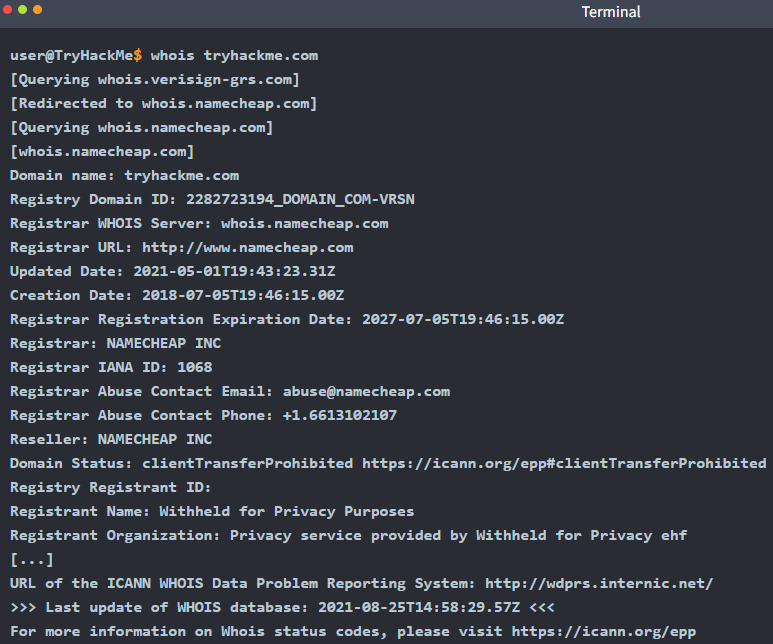 Terminal
user@TryHackMe$ whois tryhackme.com
[Querying whois.verisign-grs.com]
[Redirected to whois.namecheap.com]
[Querying whois.namecheap.com]
[whois.namecheap.com]
Domain name: tryhackme.com
Registry Domain ID: 2282723194_DOMAIN_COM-VRSN
Registrar WHOIS Server: whois.namecheap.com
Registrar URL: http://www.namecheap.com
Updated Date: 2021-05-01T19:43:23.31Z
Creation Date: 2018-07-05T19:46:15.00Z
Registrar Registration Expiration Date: 2027-07-05T19:46:15.00Z
Registrar: NAMECHEAP INC
Registrar IANA ID: 1068
Registrar Abuse Contact Email: abuse@namecheap.com
Registrar Abuse Contact Phone: +1.6613102107
Reseller: NAMECHEAP INC
Domain Status: clientTransferProhibited https://icann.org/epp#clientTransferProhibited
Registry Registrant ID:
Registrant Name: Withheld for Privacy Purposes
Registrant Organization: Privacy service provided by Withheld for Privacy ehf
[...]
URL of the ICANN WHOIS Data Problem Reporting System: http://wdprs.internic.net/
>>> Last update of WHOIS database: 2021-08-25T14:58:29.57Z <<<
For more information on Whois status codes, please visit https://icann.org/epp